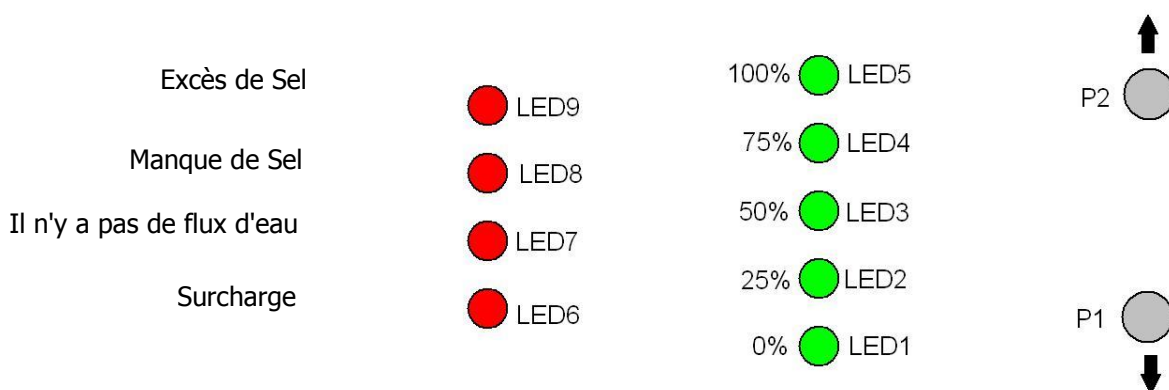 Excès de Sel
LED9
Manque de Sel
LED8
Il n'y a pas de flux d'eau
LED7
Surcharge
LED6
100% LED5
75% LED4
50% LED3
25% LED2
0% LED1
P2
P1